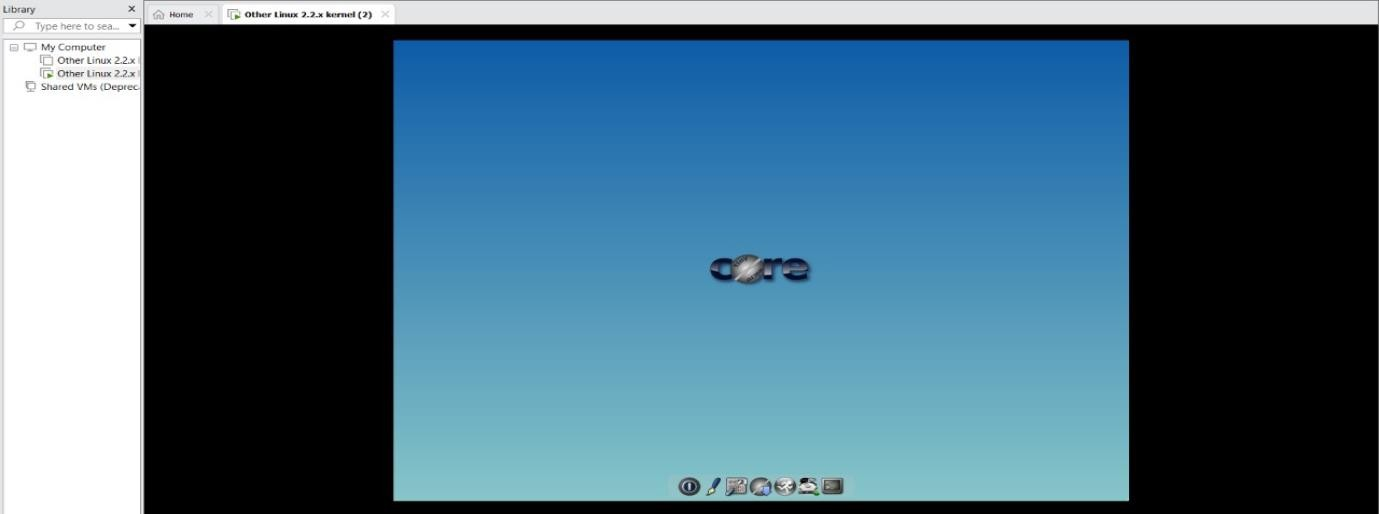 Library
Type here to sea...
My Computer
Other Linux 2.2.x
Other Linux 2.2.x
Shared VMs (Deprec
Home
Other Linux 2.2.x kernel (2)
core